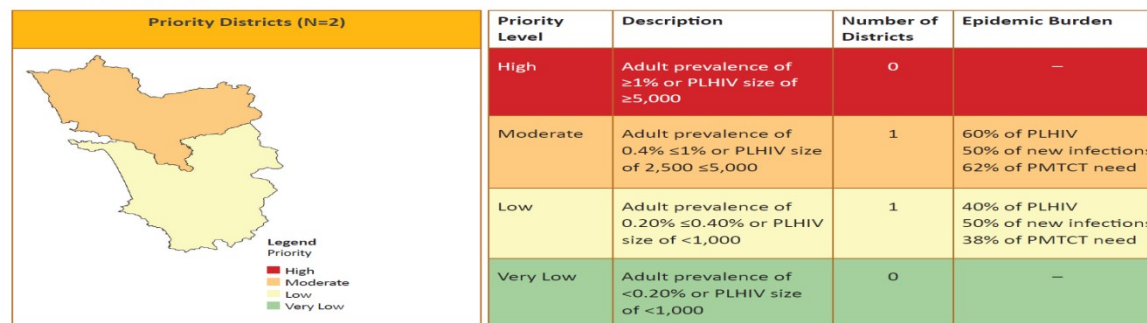 Priority Districts (N=2)
Legend
Priority
High
Moderate
Low
Very Low
Priority
Level
Description
Number of
Districts
Epidemic Burden
High
Adult prevalence of
≥1% or PLHIV size of
≥5,000
0
–
Moderate
Adult prevalence of
0.4% ≤1% or PLHIV size
of 2,500 ≤5,000
1
60% of PLHIV
50% of new infections
62% of PMTCT need
Low
Adult prevalence of
0.20% ≤0.40% or PLHIV
size of <1,000
1
40% of PLHIV
50% of new infections
38% of PMTCT need
Very Low
Adult prevalence of
<0.20% or PLHIV size
of <1,000
0
–